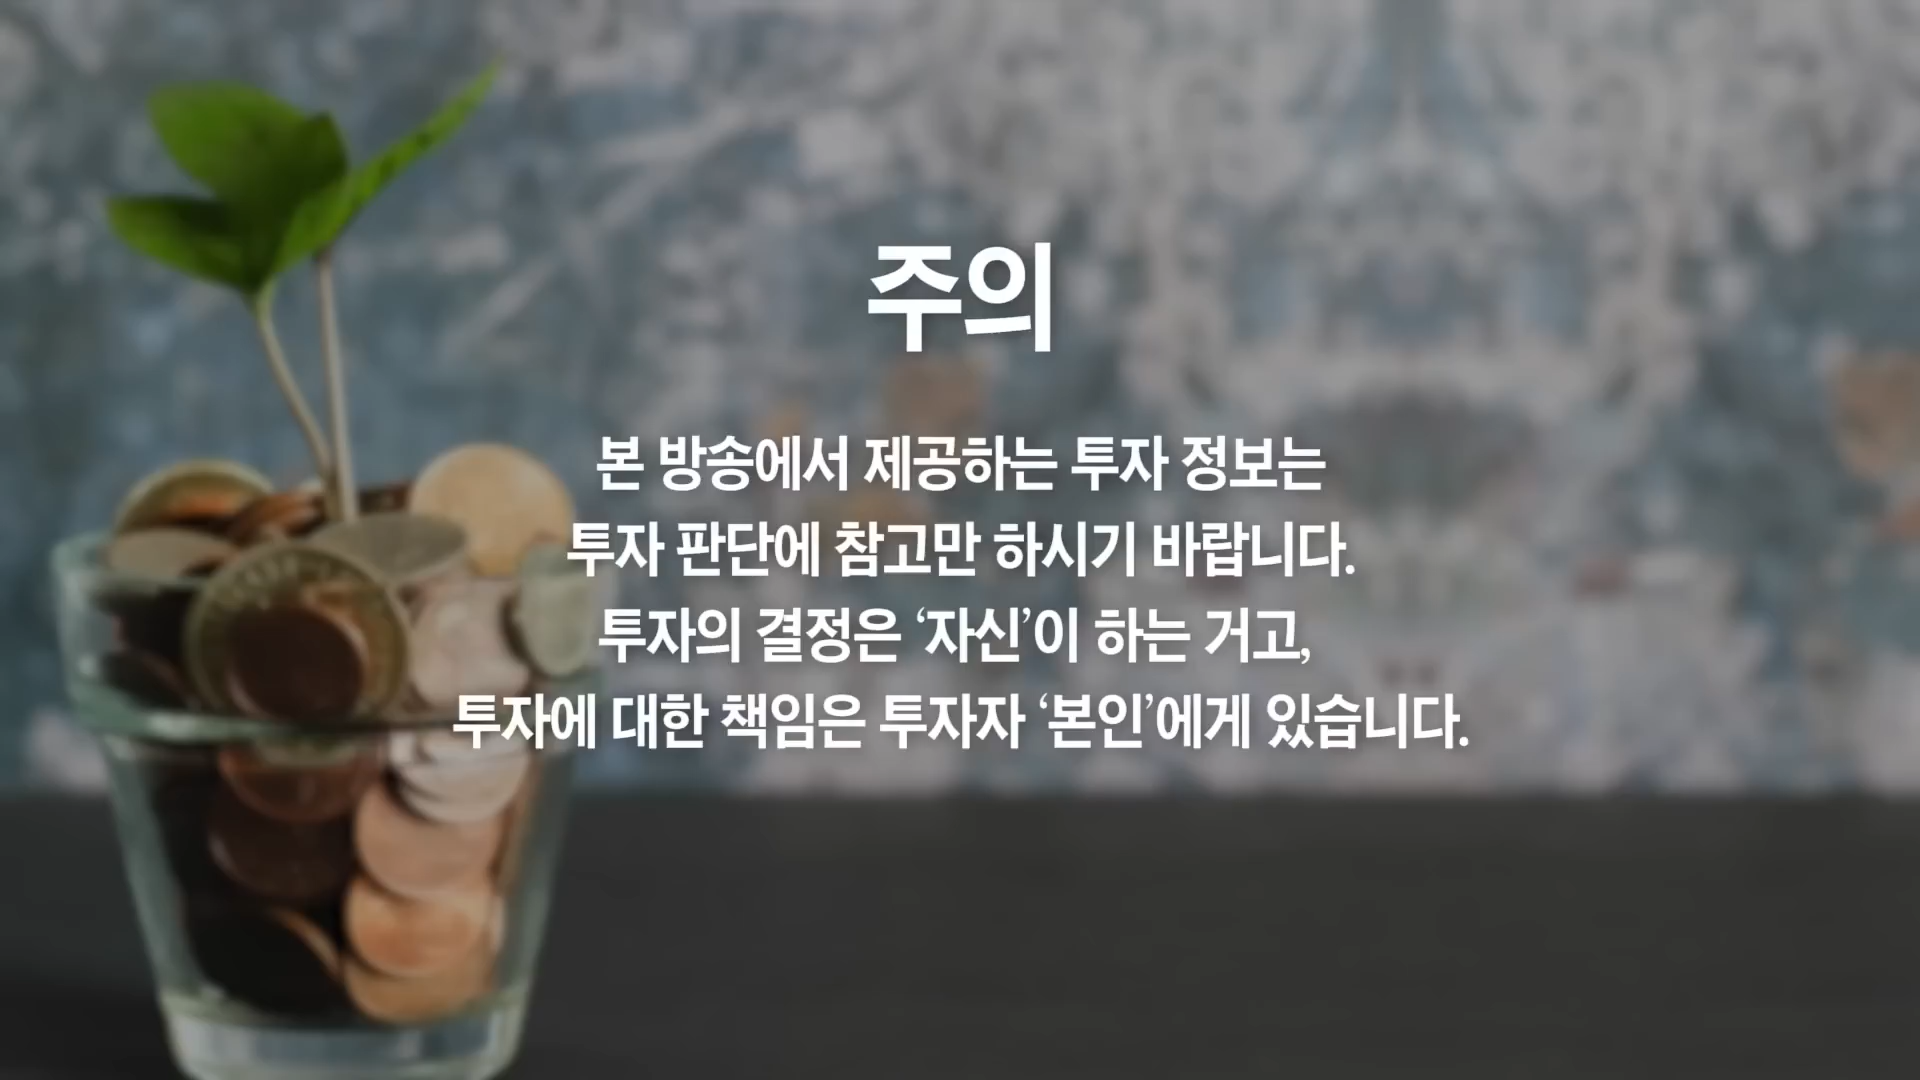 주의
본 방송에서 제공하는 투자 정보는
투자 판단에 참고만 하시기 바랍니다.
투자의 결정은 ‘자신’이 하는 거고,
투자에 대한 책임은 투자자 ‘본인’에게 있습니다.